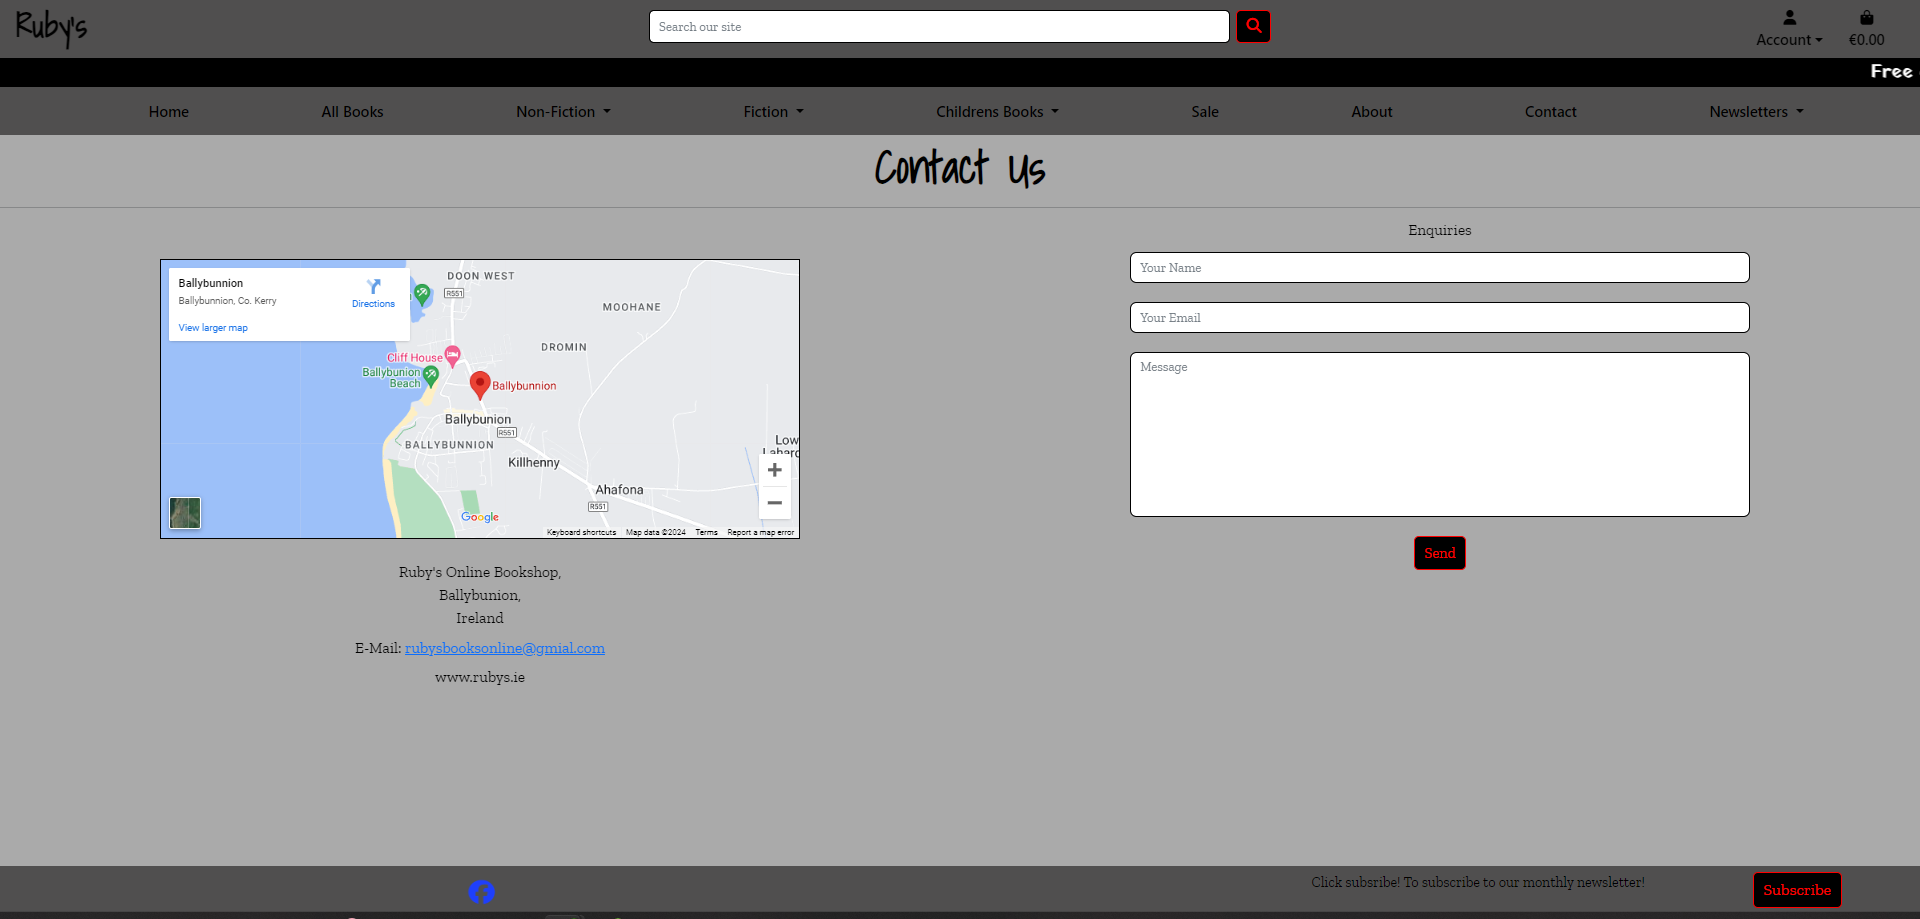 Ruby's
Search our site
Account
€0.00
Free
Home
All Books
Non-Fiction
Fiction
Childrens Books
Sale
About
Contact
Newsletters
Contact Us
Ballybunnion
Ballybunnion, Co. Kerry
Directions
View larger map
DOON WEST
R551
MOOHANE
DROMIN
Cliff House
Ballybunion
Beach
Ballybunnion
Ballybunion
R551
BALLYBUNNION
Killhenny
Low
Ahafona
R551
Google
Keyboard shortcuts
Map data ©2024
Terms
Report a map error
Ruby's Online Bookshop,
Ballybunion,
Ireland
E-Mail: rubysbooksonline@gmial.com
www.rubys.ie
Enquiries
Your Name
Your Email
Message
Send
Click subsribe! To subscribe to our monthly newsletter!
Subscribe